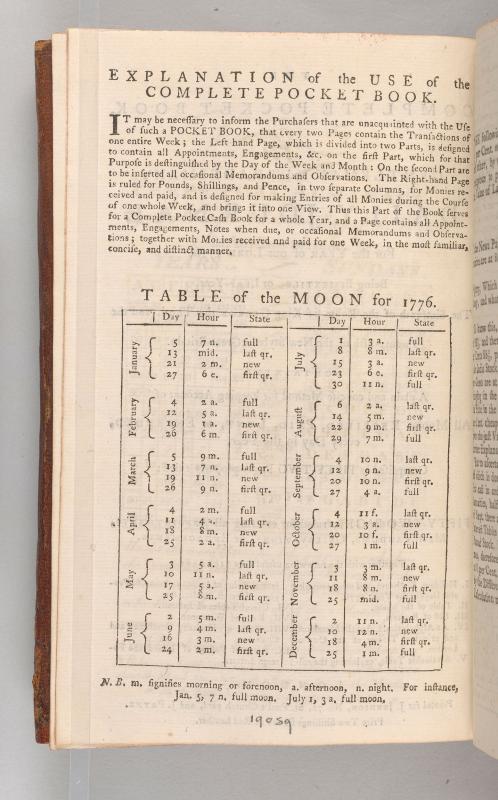 EXPLANATION of the USE of the
COMPLETE POCKET BOOK.
IT may be neceſſary to inform the Purchaſers that are unacquainted with the Uſe
of ſuch a POCKET BOOK, that every two Pages contain the Tranſactions of
one entire Week; the Left hand Page, which is divided into two Parts, is deſigned
to contain all Appointments, Engagements, &c. on the firſt Part, which for that
Purpoſe is deſtinguiſhed by the Day of the Week and Month: On the ſecond Part are
to be inſerted all occaſional Memorandums and Obſervations. The Right-hand Page
is ruled for Pounds, Shillings, and Pence, in two ſeparate Columns, for Monies re-
ceived and paid, and is deſigned for making Entries of all Monies during the Courſe
of one whole Week, and brings it into one View. Thus this Part of the Book ſerves
for a Complete Pocket Caſh Book for a whole Year, and a Page contains all Appoint-
ments, Engagements, Notes when due, or occaſional Memorandums and Obſerva-
tions; together with Monies received nnd paid for one Week, in the moſt familiar,
conciſe, and diſtinct manner.
TABLE of the MOON for 1776.
Day Hour State
January
5 7 n. full
13 mid. laſt qr.
21 2 m. new
27 6 e. firſt qr.
February
4 2 a. full
12 5 a. laſt qr.
19 1 a. new
26 6 m. firſt qr.
March
5 9 m. full
13 7 n. laſt qr.
19 11 n. new
26 9 n. firſt qr.
April
4 2 m. full
11 4 a. laſt qr.
18 8 m. new
25 2 a. firſt qr.
May
3 5 a. full
10 11 n. laſt qr.
17 5 a. new
25 8 m. firſt qr.
June
2 5 m. full
9 4 m. laſt qr.
16 3 m. new
24 2 m. firſt qr.
Day Hour State
July
1 3 a. full
8 8 m. laſt qr.
15 3 a. new
23 6 e. firſt qr.
30 11 n. full
Auguſt
6 2 a. laſt qr.
14 5 m. new
22 9 m. firſt qr.
29 7 m. full
September
4 10 n. laſt qr.
12 9 n. new
20 10 n. firſt qr.
27 4 a. full
October
4 11 f. laſt qr.
12 3 a. new
20 10 f. firſt qr.
27 1 m. full
November
3 3 m. laſt qr.
11 8 m. new
18 8 n. firſt qr.
25 mid. full
December
2 11 n. laſt qr.
10 12 n. new
18 4 m. firſt qr.
25 1 m. full
N. B. m. ſignifies morning or forenoon, a. afternoon, n. night. For inſtance,
Jan. 5, 7 n. full moon. July 1, 3 a. full moon,
19059